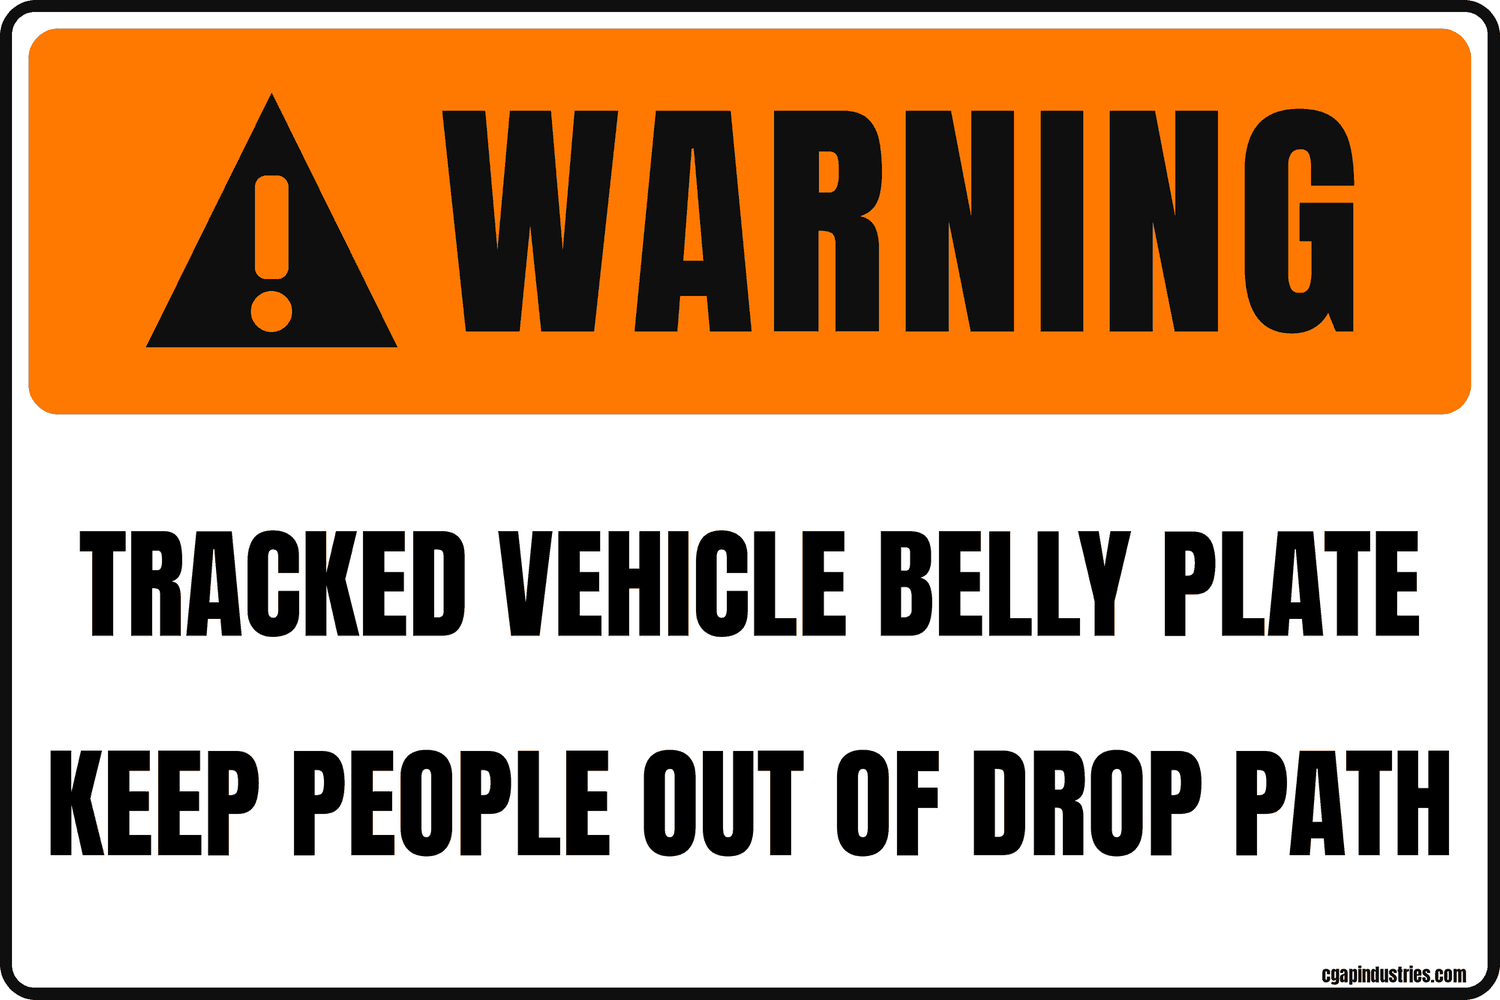 WARNING
TRACKED VEHICLE BELLY PLATE
KEEP PEOPLE OUT OF DROP PATH
cgapindustries.com